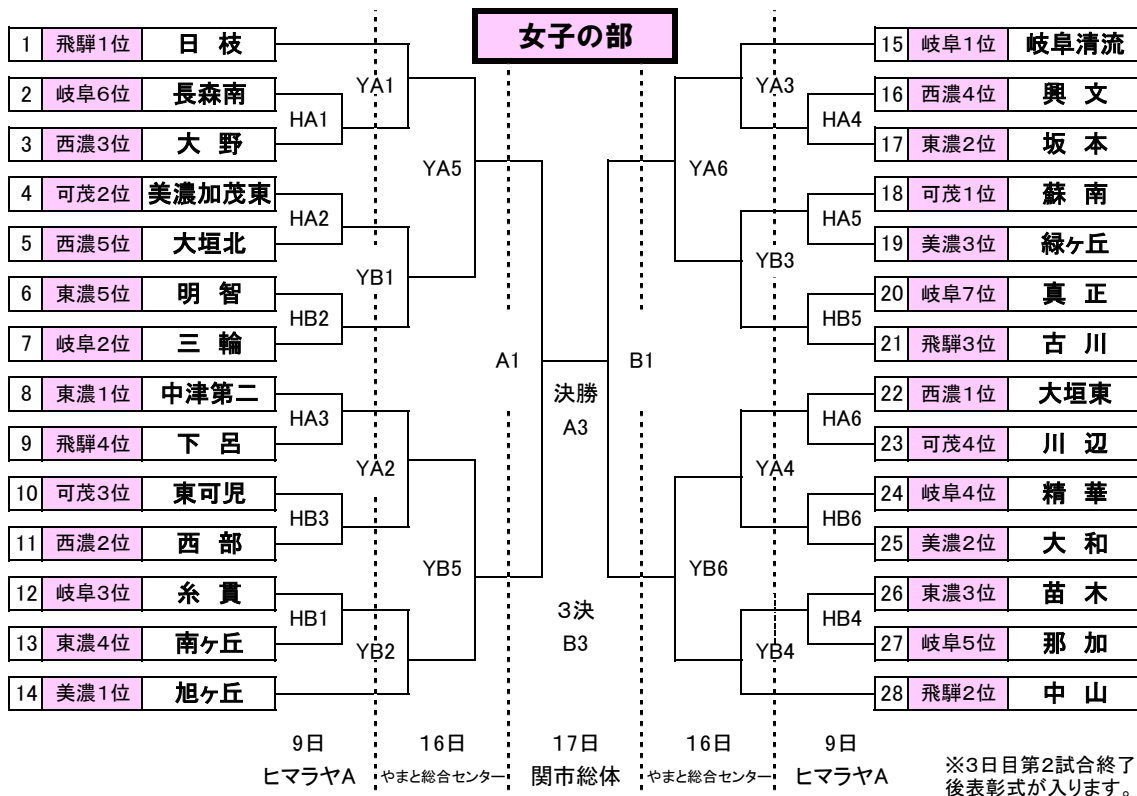 女子の部
1 飛騨1位 日 枝
2 岐阜6位 長森南
3 西濃3位 大 野
4 可茂2位 美濃加茂東
5 西濃5位 大垣北
6 東濃5位 明 智
7 岐阜2位 三 輪
8 東濃1位 中津第二
9 飛騨4位 下 呂
10 可茂3位 東可児
11 西濃2位 西 部
12 岐阜3位 糸 貫
13 東濃4位 南ヶ丘
14 美濃1位 旭ヶ丘
HA1
HA2
HB2
HA3
HB3
HB1
YA1
YB1
YA2
YB2
YA5
YB5
A1
決勝
A3
3決
B3
B1
YA6
YB6
YA3
YB3
YA4
YB4
HA4
HA5
HB5
HA6
HB6
HB4
15 岐阜1位 岐阜清流
16 西濃4位 興 文
17 東濃2位 坂 本
18 可茂1位 蘇 南
19 美濃3位 緑ヶ丘
20 岐阜7位 真 正
21 飛騨3位 古 川
22 西濃1位 大垣東
23 可茂4位 川 辺
24 岐阜4位 精 華
25 美濃2位 大 和
26 東濃3位 苗 木
27 岐阜5位 那 加
28 飛騨2位 中 山
9日 16日 17日 16日 9日
ヒマラヤA やまと総合センター 関市総体 やまと総合センター ヒマラヤA
※3日目第2試合終了
後表彰式が入ります。